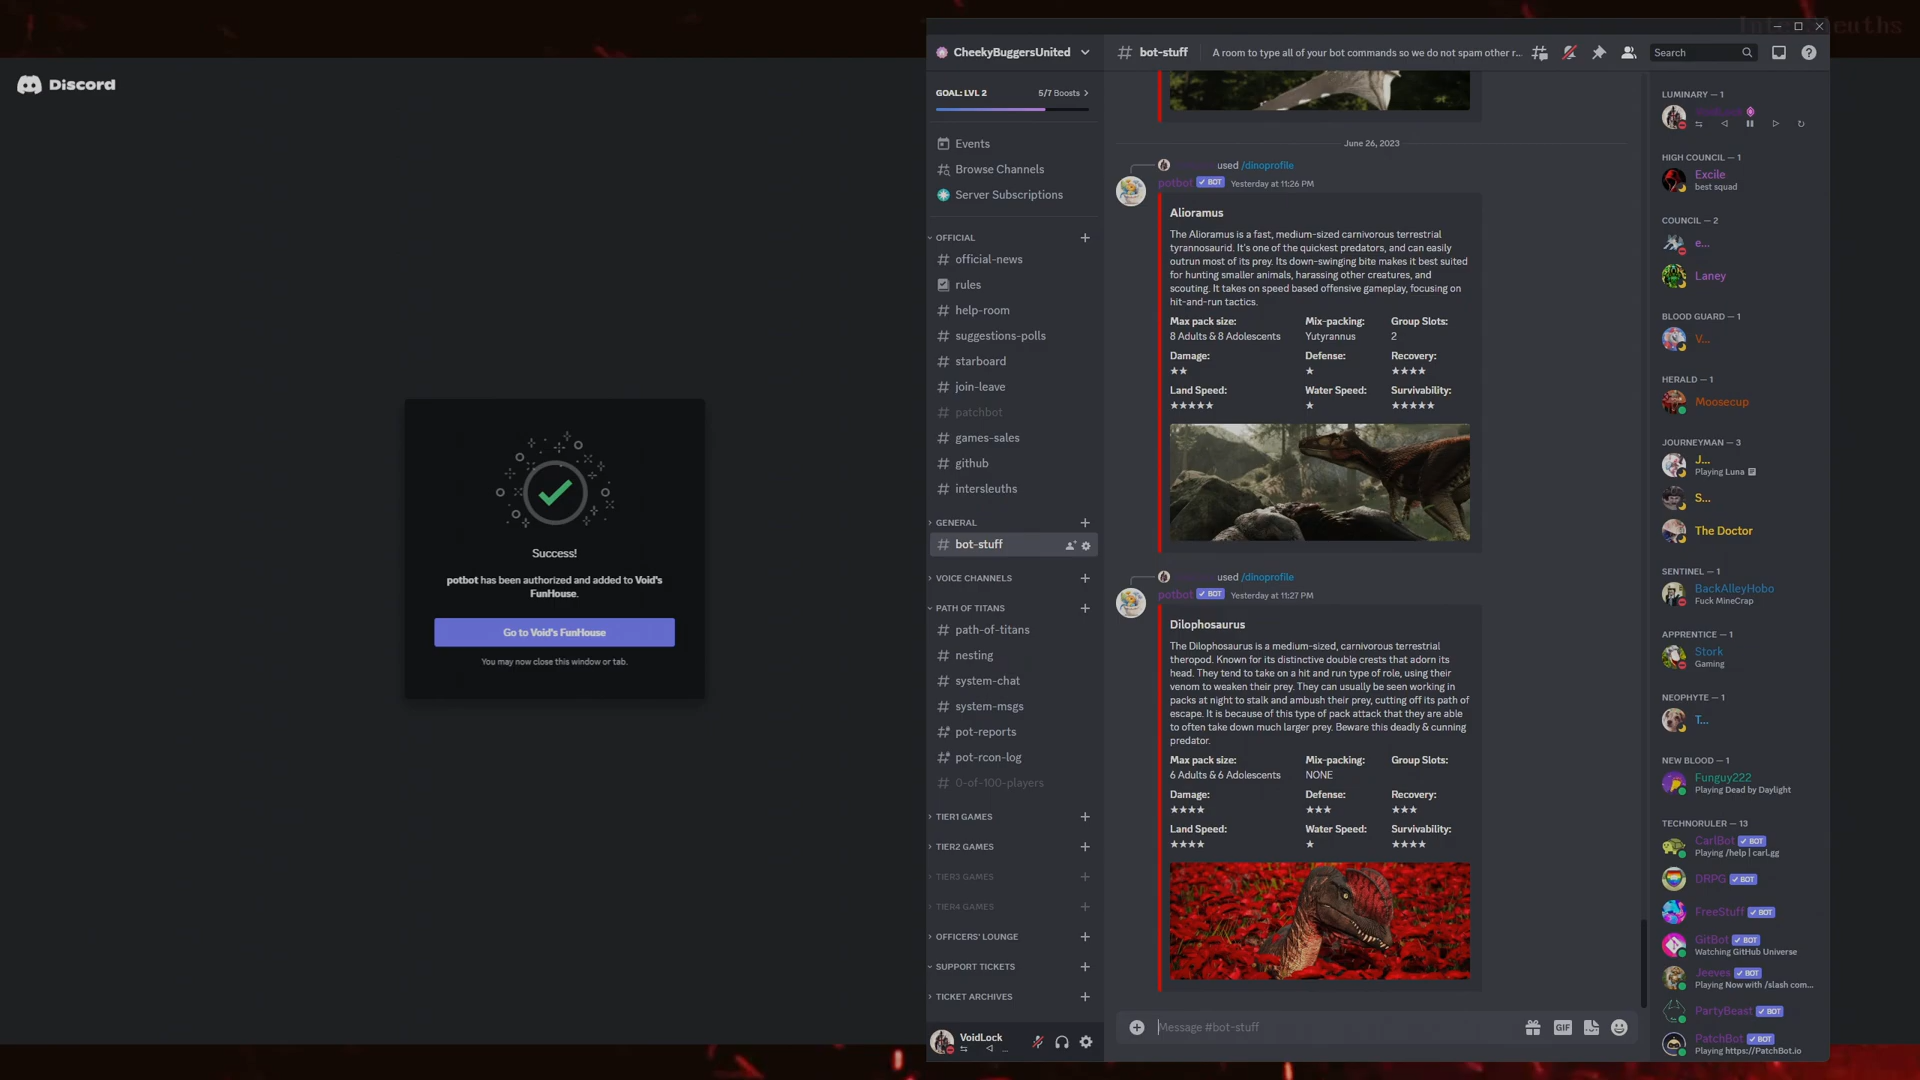 InterSleuths
Discord
Success!
potbot has been authorized and added to Void's
FunHouse.
Go to Void's FunHouse
You may now close this window or tab.
CheekyBuggersUnited
GOAL: LVL 2
5/7 Boosts
Events
Browse Channels
Server Subscriptions
OFFICIAL
official-news
rules
help-room
suggestions-polls
starboard
join-leave
patchbot
games-sales
github
intersleuths
GENERAL
bot-stuff
VOICE CHANNELS
PATH OF TITANS
path-of-titans
nesting
system-chat
system-msgs
pot-reports
pot-rcon-log
0-of-100-players
TIER1 GAMES
TIER2 GAMES
TIER3 GAMES
TIER4 GAMES
OFFICERS' LOUNGE
SUPPORT TICKETS
TICKET ARCHIVES
VoidLock
...
bot-stuff
A room to type all of your bot commands so we do not spam other r...
Search
June 26, 2023
used /dinoprofile
potbot BOT Yesterday at 11:26 PM
Alioramus
The Alioramus is a fast, medium-sized carnivorous terrestrial
tyrannosaurid. It's one of the quickest predators, and can easily
outrun most of its prey. Its down-swinging bite makes it best suited
for hunting smaller animals, harassing other creatures, and
scouting. It takes on speed based offensive gameplay, focusing on
hit-and-run tactics.
Max pack size: Mix-packing: Group Slots:
8 Adults & 8 Adolescents Yutyrannus 2
Damage: Defense: Recovery:
★★ ★ ★★★★
Land Speed: Water Speed: Survivability:
★★★★★ ★ ★★★★★
used /dinoprofile
potbot BOT Yesterday at 11:27 PM
Dilophosaurus
The Dilophosaurus is a medium-sized, carnivorous terrestrial
theropod. Known for its distinctive double crests that adorn its
head. They tend to take on a hit and run type of role, using their
venom to weaken their prey. They can usually be seen working in
packs at night to stalk and ambush their prey, cutting off its path of
escape. It is because of this type of pack attack that they are able
to often take down much larger prey. Beware this deadly & cunning
predator.
Max pack size: Mix-packing: Group Slots:
6 Adults & 6 Adolescents NONE
Damage: Defense: Recovery:
★★★★ ★★★ ★★★
Land Speed: Water Speed: Survivability:
★★★★ ★ ★★★★
Message #bot-stuff
GIF
LUMINARY — 1
VoidLock
HIGH COUNCIL — 1
Excile
best squad
COUNCIL — 2
e...
Laney
BLOOD GUARD — 1
V...
HERALD — 1
Moosecup
JOURNEYMAN — 3
J...
Playing Luna
S...
The Doctor
SENTINEL — 1
BackAlleyHobo
Fuck MineCrap
APPRENTICE — 1
Stork
Gaming
NEOPHYTE — 1
T...
NEW BLOOD — 1
Funguy222
Playing Dead by Daylight
TECHNORULER — 13
CarlBot BOT
Playing /help | carl.gg
DRPG BOT
FreeStuff BOT
GitBot BOT
Watching GitHub Universe
Jeeves BOT
Playing Now with /slash com...
PartyBeast BOT
PatchBot BOT
Playing https://PatchBot.io